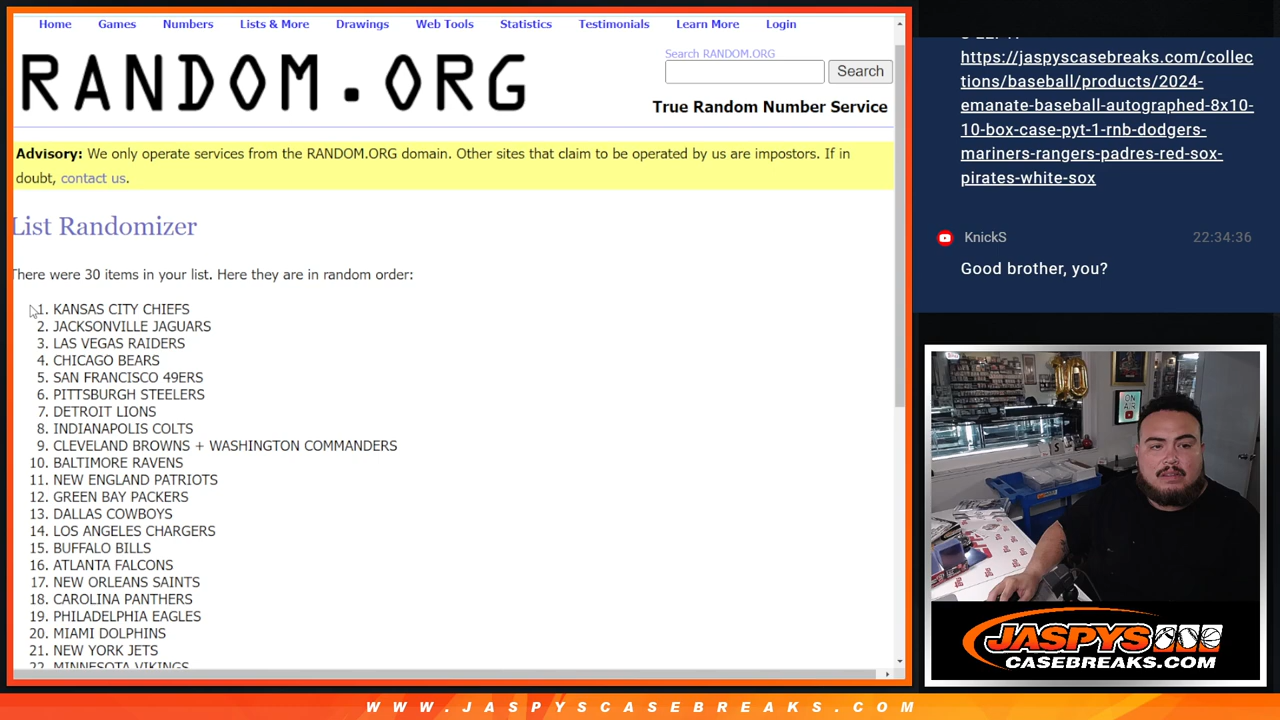 Home Games Numbers Lists & More Drawings Web Tools Statistics Testimonials Learn More Login
RANDOM.ORG
Search RANDOM.ORG
Search
True Random Number Service
Advisory: We only operate services from the RANDOM.ORG domain. Other sites that claim to be operated by us are impostors. If in
doubt, contact us.
List Randomizer
There were 30 items in your list. Here they are in random order:
1. KANSAS CITY CHIEFS
2. JACKSONVILLE JAGUARS
3. LAS VEGAS RAIDERS
4. CHICAGO BEARS
5. SAN FRANCISCO 49ERS
6. PITTSBURGH STEELERS
7. DETROIT LIONS
8. INDIANAPOLIS COLTS
9. CLEVELAND BROWNS + WASHINGTON COMMANDERS
10. BALTIMORE RAVENS
11. NEW ENGLAND PATRIOTS
12. GREEN BAY PACKERS
13. DALLAS COWBOYS
14. LOS ANGELES CHARGERS
15. BUFFALO BILLS
16. ATLANTA FALCONS
17. NEW ORLEANS SAINTS
18. CAROLINA PANTHERS
19. PHILADELPHIA EAGLES
20. MIAMI DOLPHINS
21. NEW YORK JETS
22. MINNESOTA VIKINGS
https://jaspyscasebreaks.com/collec
tions/baseball/products/2024-
emanate-baseball-autographed-8x10-
10-box-case-pyt-1-rnb-dodgers-
mariners-rangers-padres-red-sox-
pirates-white-sox
KnickS 22:34:36
Good brother, you?
10
ON
AIR
JASPYS
CASEBREAKS.COM
WWW.JASPYSCASEBREAKS.COM